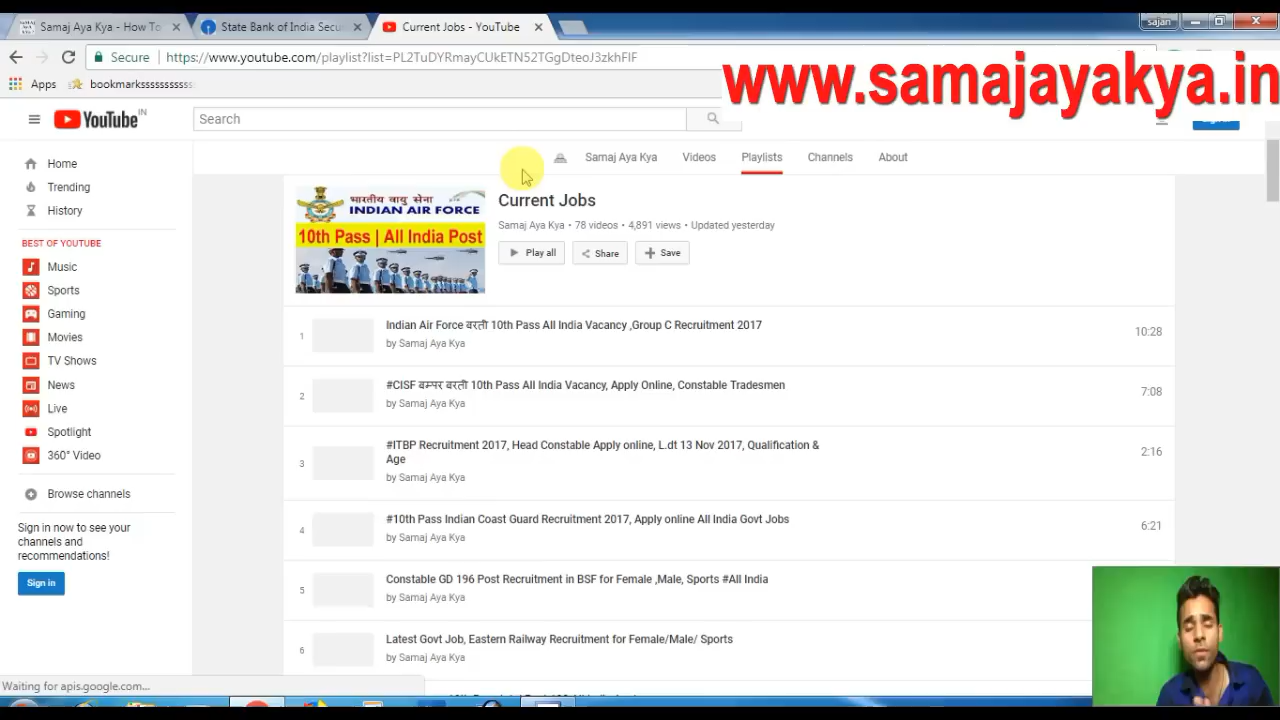 Samaj Aya Kya - How To
State Bank of India Secu
Current Jobs - YouTube
sajan
Secure
https://www.youtube.com/playlist?list=PL2TuDYRmayCUkETN52TGgDteoJ3zkhFIF
www.samajayakya.in
Apps
bookmarksssssssssss
YouTube IN
Search
Samaj Aya Kya
Videos
Playlists
Channels
About
Home
Trending
History
BEST OF YOUTUBE
Music
Sports
Gaming
Movies
TV Shows
News
Live
Spotlight
360° Video
Browse channels
Sign in now to see your
channels and
recommendations!
Sign in
भारतीय वायु सेना
INDIAN AIR FORCE
10th Pass | All India Post
Current Jobs
Samaj Aya Kya • 78 videos • 4,891 views • Updated yesterday
Play all
Share
Save
1
Indian Air Force बरती 10th Pass All India Vacancy ,Group C Recruitment 2017
by Samaj Aya Kya
10:28
2
#CISF बम्पर बरती 10th Pass All India Vacancy, Apply Online, Constable Tradesmen
by Samaj Aya Kya
7:08
3
#ITBP Recruitment 2017, Head Constable Apply online, L.dt 13 Nov 2017, Qualification &
Age
by Samaj Aya Kya
2:16
4
#10th Pass Indian Coast Guard Recruitment 2017, Apply online All India Govt Jobs
by Samaj Aya Kya
6:21
5
Constable GD 196 Post Recruitment in BSF for Female ,Male, Sports #All India
by Samaj Aya Kya
6
Latest Govt Job, Eastern Railway Recruitment for Female/Male/ Sports
by Samaj Aya Kya
Waiting for apis.google.com...